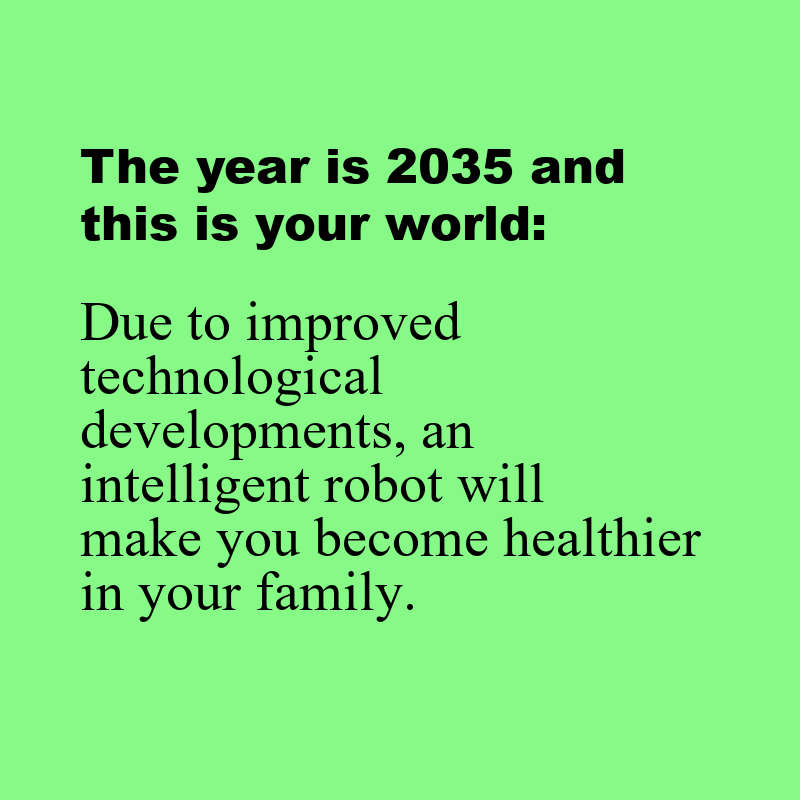 The year is 2035 and
this is your world:
Due to improved
technological
developments, an
intelligent robot will
make you become healthier
in your family.